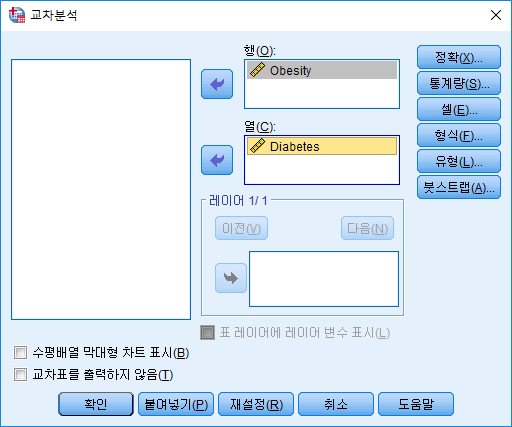 교차분석
행(O):
Obesity
정확(X)...
통계량(S)...
셀(E)...
형식(F)...
유형(L)...
붓스트랩(A)...
열(C):
Diabetes
레이어 1/ 1
이전(V)
다음(N)
표 레이어에 레이어 변수 표시(L)
수평배열 막대형 차트 표시(B)
교차표를 출력하지 않음(T)
확인
붙여넣기(P)
재설정(R)
취소
도움말